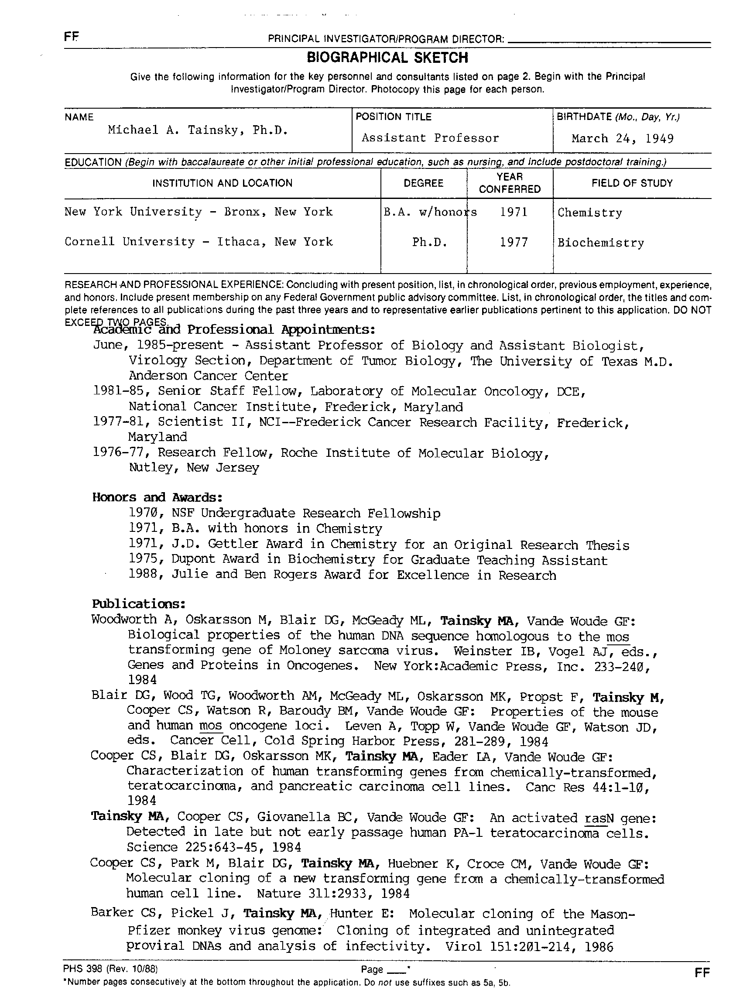 FF
PRINCIPAL INVESTIGATOR/PROGRAM DIRECTOR:
BIOGRAPHICAL SKETCH
Give the following information for the key personnel and consultants listed on page 2. Begin with the Principal
Investigator/Program Director. Photocopy this page for each person.
NAME POSITION TITLE BIRTHDATE (Mo., Day, Yr.)
Michael A. Tainsky, Ph.D. Assistant Professor March 24, 1949
EDUCATION (Begin with baccalaureate or other initial professional education, such as nursing, and include postdoctoral training.)
INSTITUTION AND LOCATION DEGREE YEAR CONFERRED FIELD OF STUDY
New York University - Bronx, New York B.A. w/honors 1971 Chemistry
Cornell University - Ithaca, New York Ph.D. 1977 Biochemistry
RESEARCH AND PROFESSIONAL EXPERIENCE: Concluding with present position, list, in chronological order, previous employment, experience,
and honors. Include present membership on any Federal Government public advisory committee. List, in chronological order, the titles and com-
plete references to all publications during the past three years and to representative earlier publications pertinent to this application. DO NOT
EXCEED TWO PAGES.
Academic and Professional Appointments:
June, 1985-present - Assistant Professor of Biology and Assistant Biologist,
Virology Section, Department of Tumor Biology, The University of Texas M.D.
Anderson Cancer Center
1981-85, Senior Staff Fellow, Laboratory of Molecular Oncology, DCE,
National Cancer Institute, Frederick, Maryland
1977-81, Scientist II, NCI--Frederick Cancer Research Facility, Frederick,
Maryland
1976-77, Research Fellow, Roche Institute of Molecular Biology,
Nutley, New Jersey
Honors and Awards:
1970, NSF Undergraduate Research Fellowship
1971, B.A. with honors in Chemistry
1971, J.D. Gettler Award in Chemistry for an Original Research Thesis
1975, Dupont Award in Biochemistry for Graduate Teaching Assistant
1988, Julie and Ben Rogers Award for Excellence in Research
Publications:
Woodworth A, Oskarsson M, Blair DG, McGeady ML, Tainsky MA, Vande Woude GF:
Biological properties of the human DNA sequence homologous to the mos
transforming gene of Moloney sarcoma virus. Weinster IB, Vogel AJ, eds.,
Genes and Proteins in Oncogenes. New York:Academic Press, Inc. 233-240,
1984
Blair DG, Wood TG, Woodworth AM, McGeady ML, Oskarsson MK, Propst F, Tainsky M,
Cooper CS, Watson R, Baroudy BM, Vande Woude GF: Properties of the mouse
and human mos oncogene loci. Leven A, Topp W, Vande Woude GF, Watson JD,
eds. Cancer Cell, Cold Spring Harbor Press, 281-289, 1984
Cooper CS, Blair DG, Oskarsson MK, Tainsky MA, Eader LA, Vande Woude GF:
Characterization of human transforming genes from chemically-transformed,
teratocarcinoma, and pancreatic carcinoma cell lines. Canc Res 44:1-10,
1984
Tainsky MA, Cooper CS, Giovanella BC, Vande Woude GF: An activated rasN gene:
Detected in late but not early passage human PA-1 teratocarcinoma cells.
Science 225:643-45, 1984
Cooper CS, Park M, Blair DG, Tainsky MA, Huebner K, Croce CM, Vande Woude GF:
Molecular cloning of a new transforming gene from a chemically-transformed
human cell line. Nature 311:2933, 1984
Barker CS, Pickel J, Tainsky MA, Hunter E: Molecular cloning of the Mason-
Pfizer monkey virus genome: Cloning of integrated and unintegrated
proviral DNAs and analysis of infectivity. Virol 151:201-214, 1986
PHS 398 (Rev. 10/88) Page ___* FF
*Number pages consecutively at the bottom throughout the application. Do not use suffixes such as 5a, 5b.